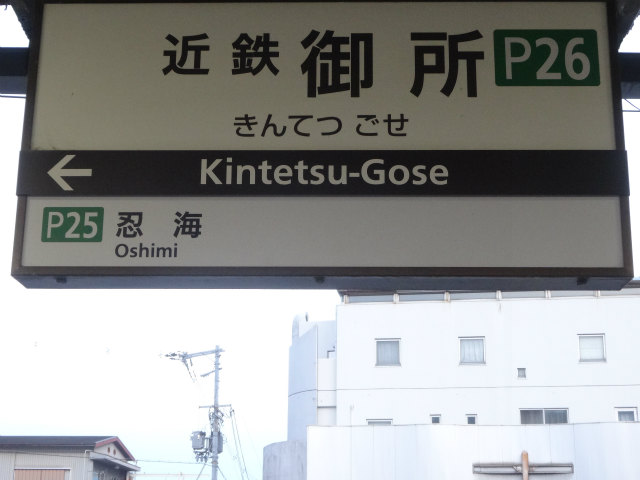 近鉄 御所 P26
きんてつ ごせ
← Kintetsu-Gose
P25 忍海
Oshimi